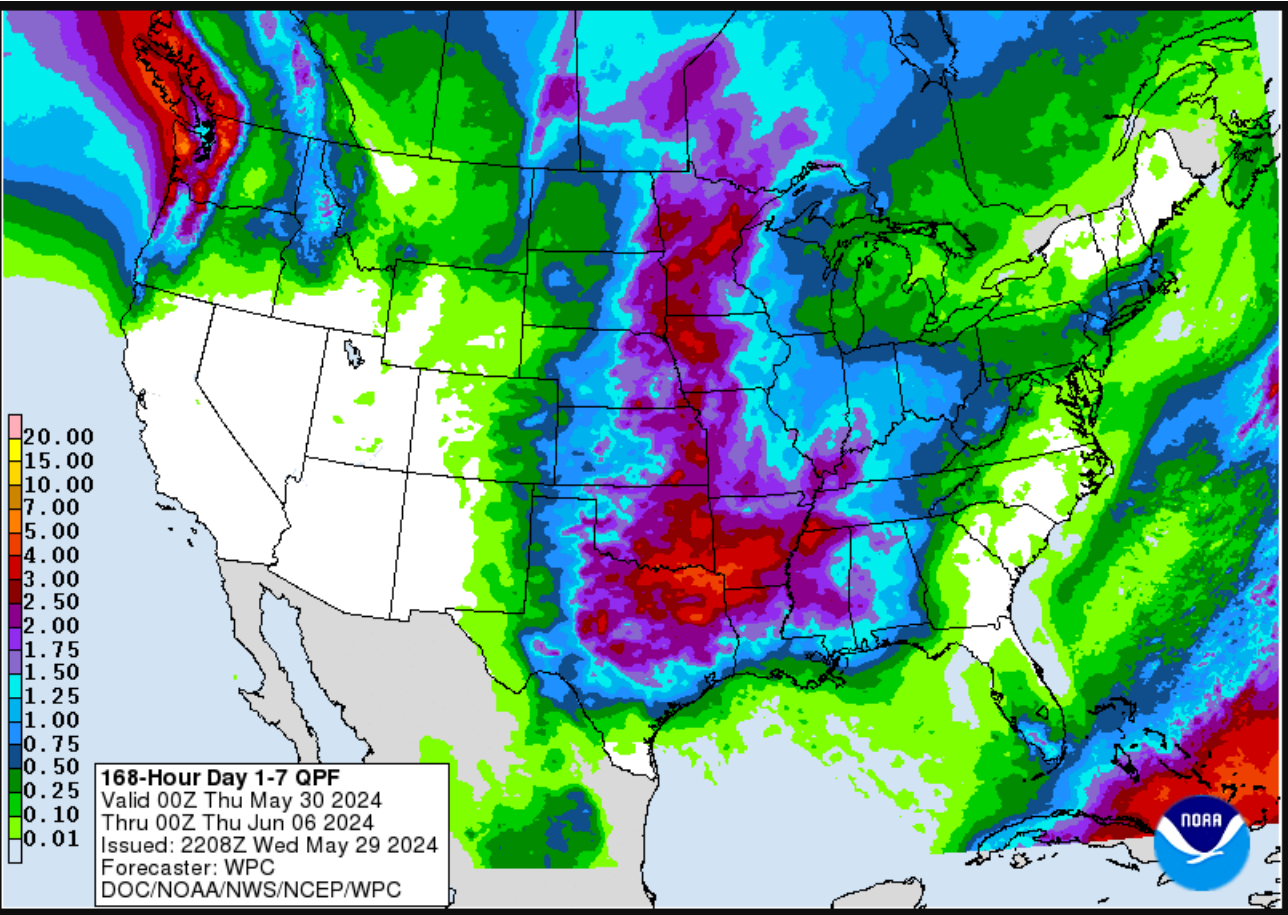 20.00
15.00
10.00
7.00
5.00
4.00
3.00
2.50
2.00
1.75
1.50
1.25
1.00
0.75
0.50
0.25
0.10
0.01
168-Hour Day 1-7 QPF
Valid 00Z Thu May 30 2024
Thru 00Z Thu Jun 06 2024
Issued: 2208Z Wed May 29 2024
Forecaster: WPC
DOC/NOAA/NWS/NCEP/WPC
NOAA